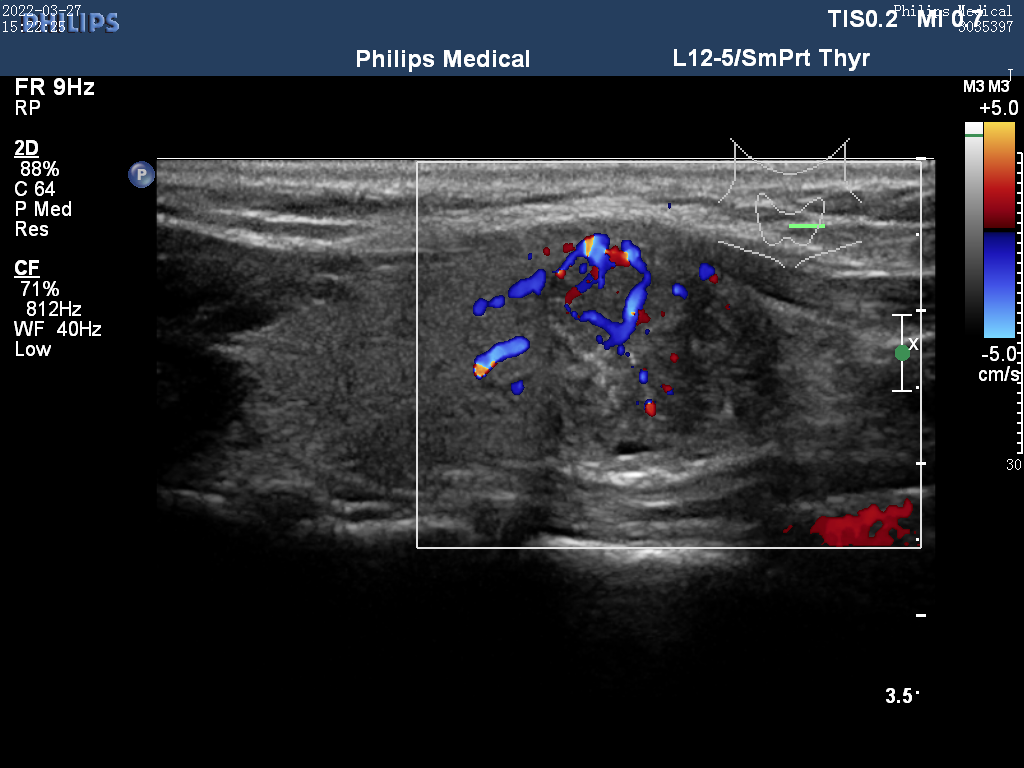 2022-03-27
15:22:25
PHILIPS
TIS0.2 MI 0.7
Philips Medical
Philips Medical
L12-5/SmPrt Thyr
FR 9Hz
RP
2D
88%
C 64
P Med
Res
CF
71%
812Hz
WF 40Hz
Low
P
M3 M3
+5.0
x
-5.0
cm/s
30
3.5